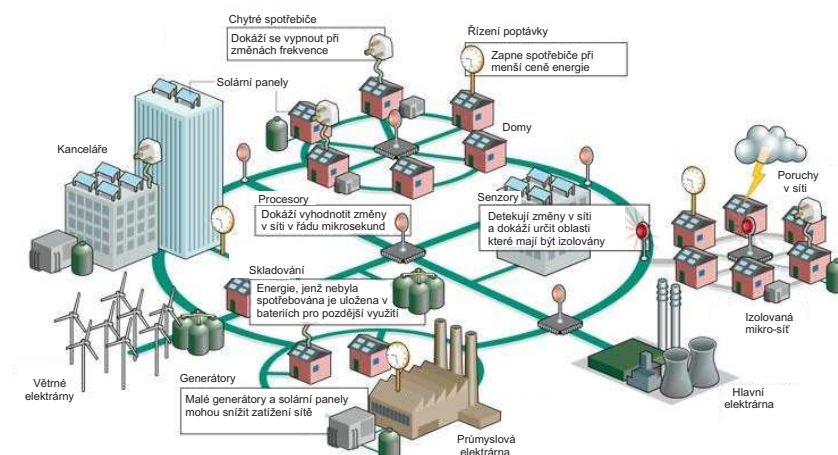 Chytré spotřebiče
Dokáží se vypnout při
změnách frekvence
Řízení poptávky
Zapne spotřebiče při
menší ceně energie
Solární panely
Domy
Kanceláře
Procesory
Dokáží vyhodnotit změny
v síti v řádu mikrosekund
Senzory
Detekují změny v síti
a dokáží určit oblasti
které mají být izolovány
Poruchy
v síti
Skladování
Energie, jenž nebyla
spotřebována je uložena v
bateriích pro pozdější využití
Izolovaná
mikro-síť
Větrné
elektrárny
Generátory
Malé generátory a solární panely
mohou snížit zatížení sítě
Průmyslová
elektrárna
Hlavní
elektrárna